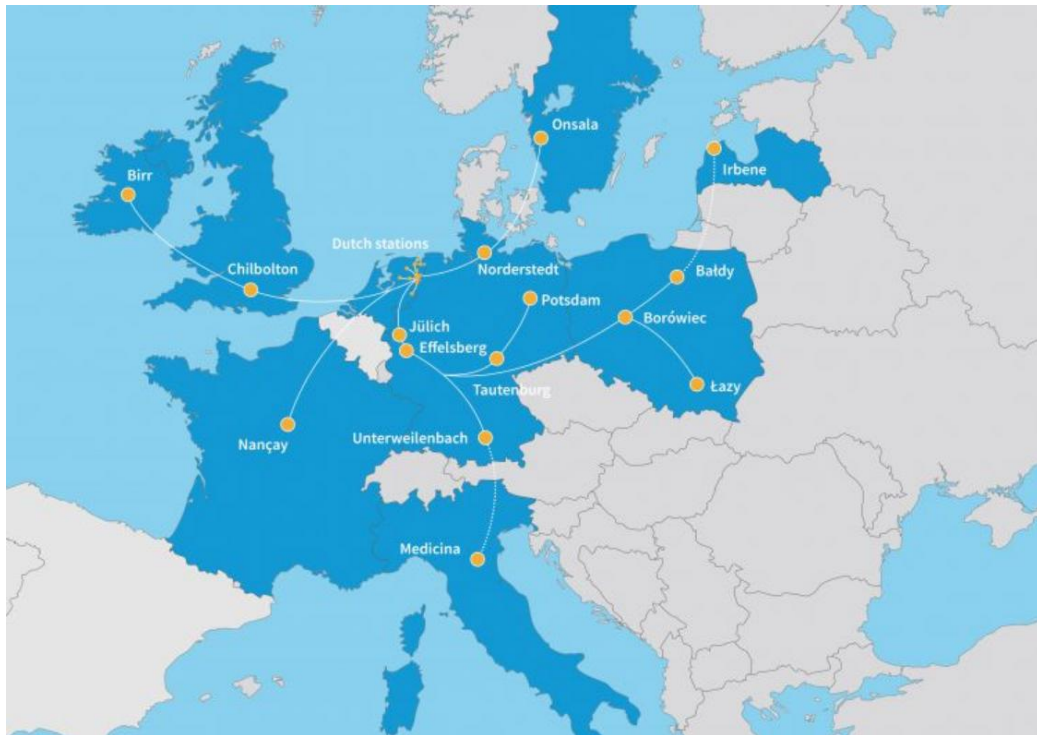 Onsala
Birr
Irbene
Dutch stations
Chilbolton
Norderstedt
Bałdy
Potsdam
Borówiec
Jülich
Effelsberg
Tautenburg
Łazy
Nançay
Unterweilenbach
Medicina